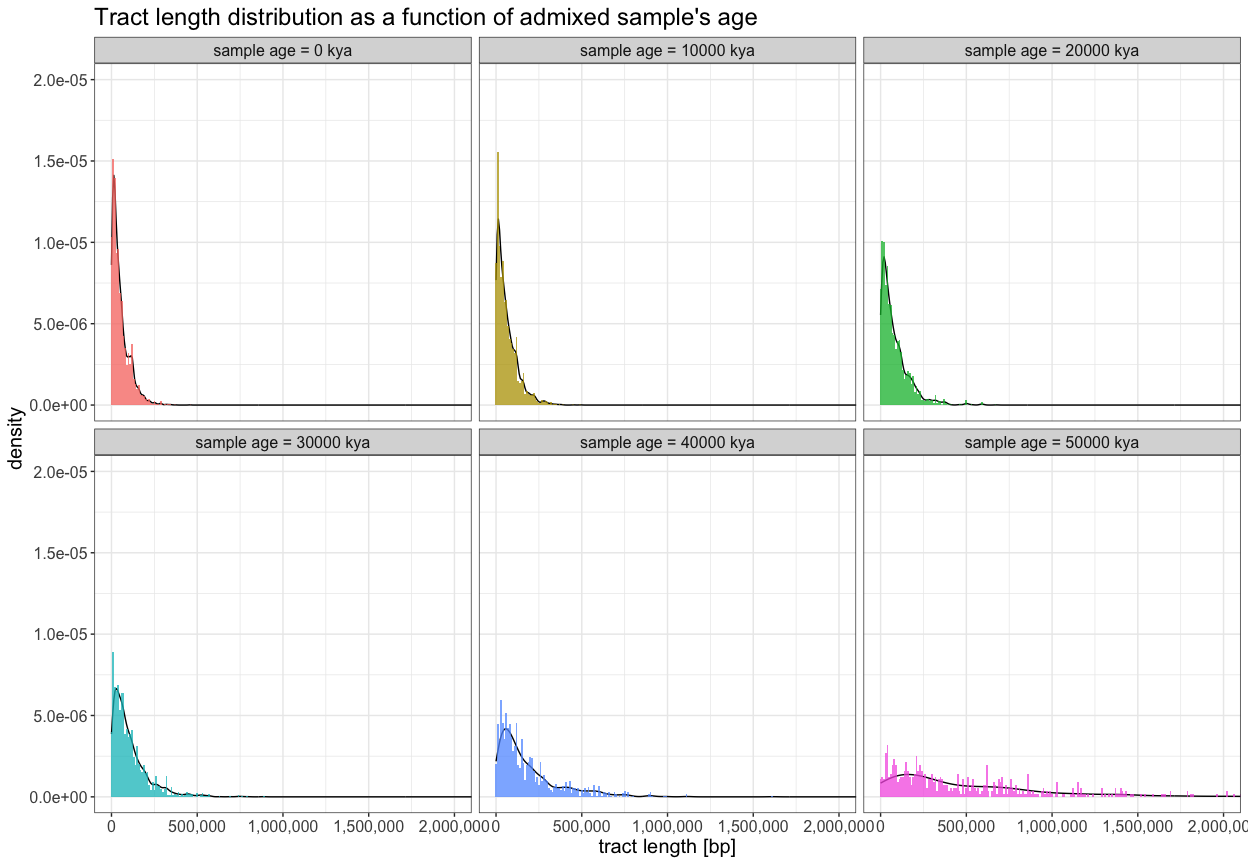 Tract length distribution as a function of admixed sample's age
sample age = 0 kya
sample age = 10000 kya
sample age = 20000 kya
2.0e-05
1.5e-05
1.0e-05
5.0e-06
0.0e+00
density
sample age = 30000 kya
sample age = 40000 kya
sample age = 50000 kya
2.0e-05
1.5e-05
1.0e-05
5.0e-06
0.0e+00
0 500,000 1,000,000 1,500,000 2,000,000
0 500,000 1,000,000 1,500,000 2,000,000
0 500,000 1,000,000 1,500,000 2,000,0
tract length [bp]